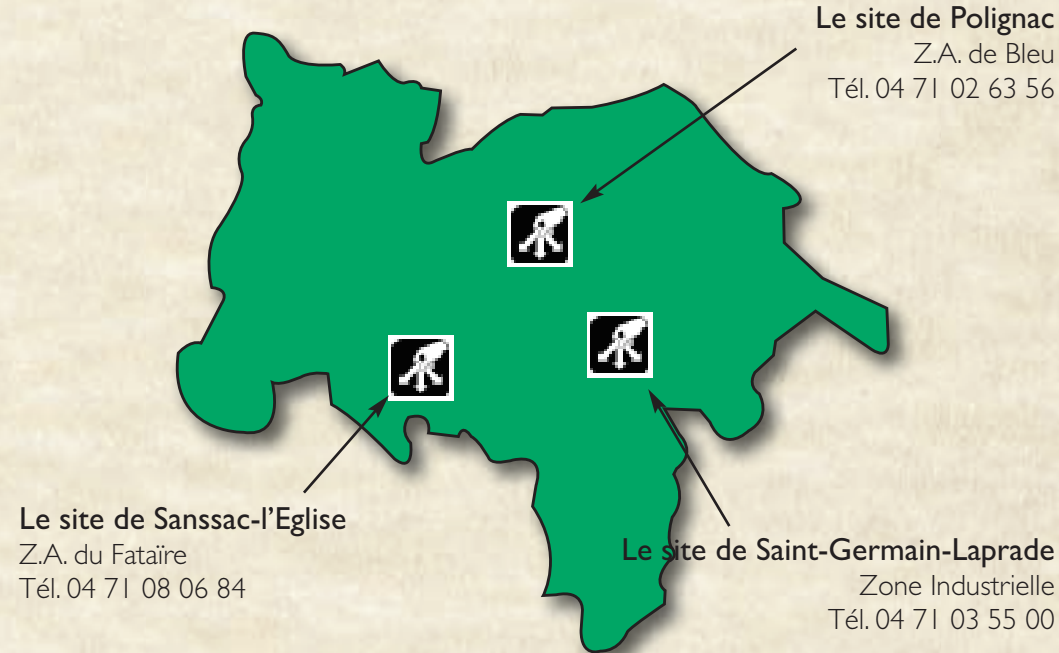 Le site de Polignac
Z.A. de Bleu
Tél. 04 71 02 63 56
Le site de Sanssac-l'Eglise
Z.A. du Fataïre
Tél. 04 71 08 06 84
Le site de Saint-Germain-Laprade
Zone Industrielle
Tél. 04 71 03 55 00